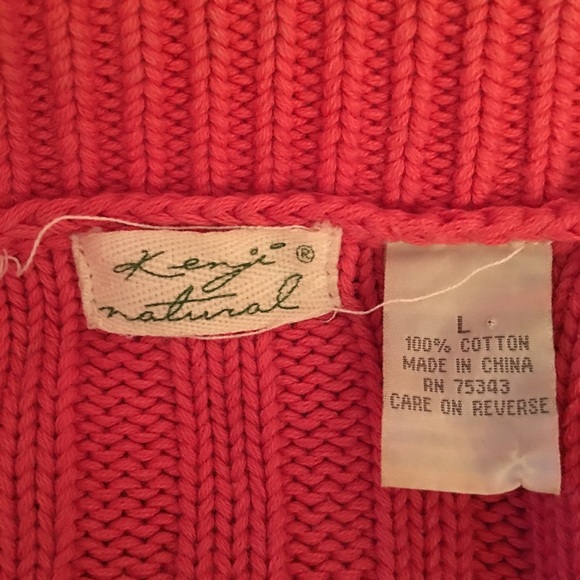 Kenji®
natural
L
100% COTTON
MADE IN CHINA
RN 75343
CARE ON REVERSE